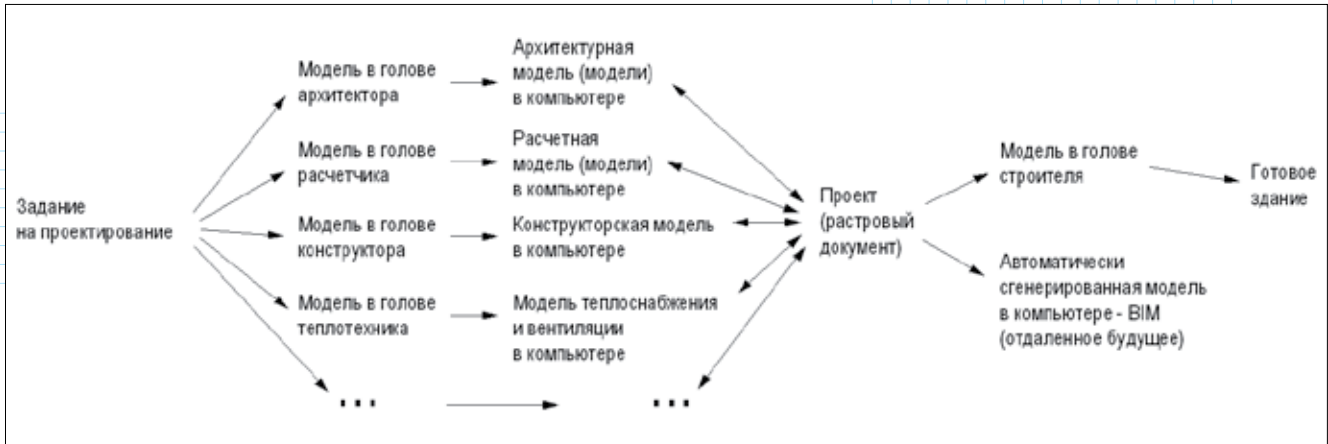 Задание
на проектирование
Модель в голове
архитектора
Модель в голове
расчетчика
Модель в голове
конструктора
Модель в голове
теплотехника
...
Архитектурная
модель (модели)
в компьютере
Расчетная
модель (модели)
в компьютере
Конструкторская модель
в компьютере
Модель теплоснабжения
и вентиляции
в компьютере
...
Проект
(растровый
документ)
Модель в голове
строителя
Автоматически
сгенерированная модель
в компьютере - BIM
(отдаленное будущее)
Готовое
здание